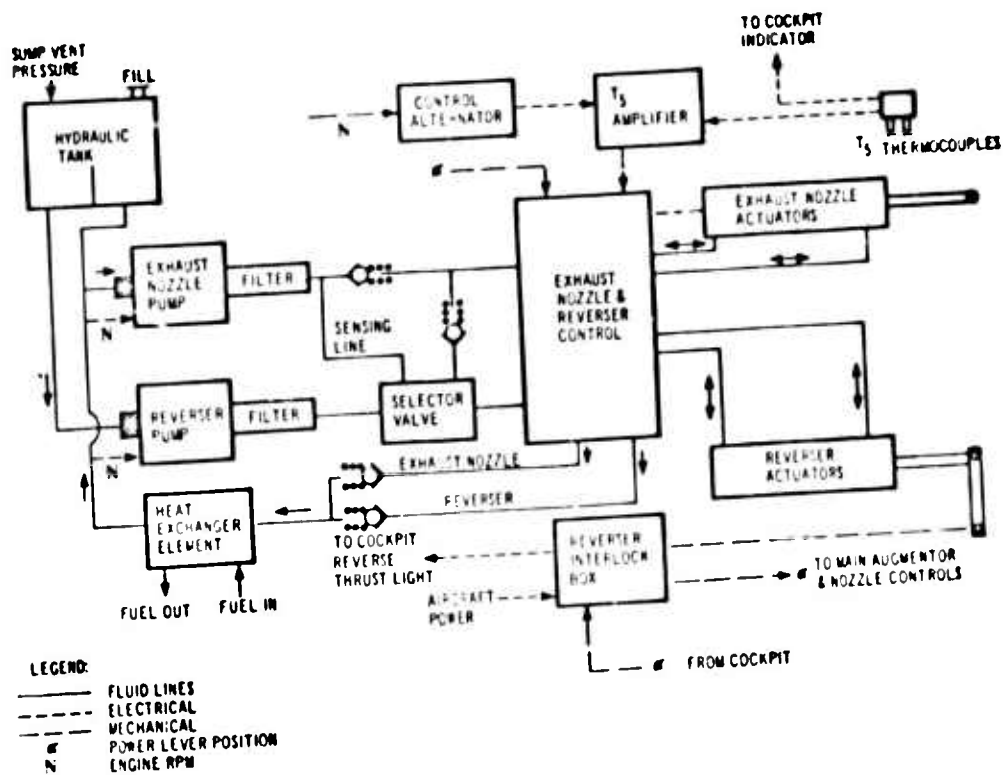 SUMP VENT
PRESSURE
FILL
HYDRAULIC
TANK
N
CONTROL
ALTERNATOR
T5
AMPLIFIER
TO COCKPIT
INDICATOR
T5 THERMOCOUPLES
α
EXHAUST NOZZLE
ACTUATORS
EXHAUST
NOZZLE
PUMP
FILTER
N
SENSING
LINE
EXHAUST
NOZZLE &
REVERSER
CONTROL
REVERSER
PUMP
FILTER
SELECTOR
VALVE
N
EXHAUST NOZZLE
REVERSER
REVERSER
ACTUATORS
HEAT
EXCHANGER
ELEMENT
FUEL OUT
FUEL IN
TO COCKPIT
REVERSE
THRUST LIGHT
REVERSER
INTERLOCK
BOX
AIRCRAFT
POWER
α TO MAIN AUGMENTOR
& NOZZLE CONTROLS
α FROM COCKPIT
LEGEND:
FLUID LINES
ELECTRICAL
MECHANICAL
α POWER LEVER POSITION
N ENGINE RPM